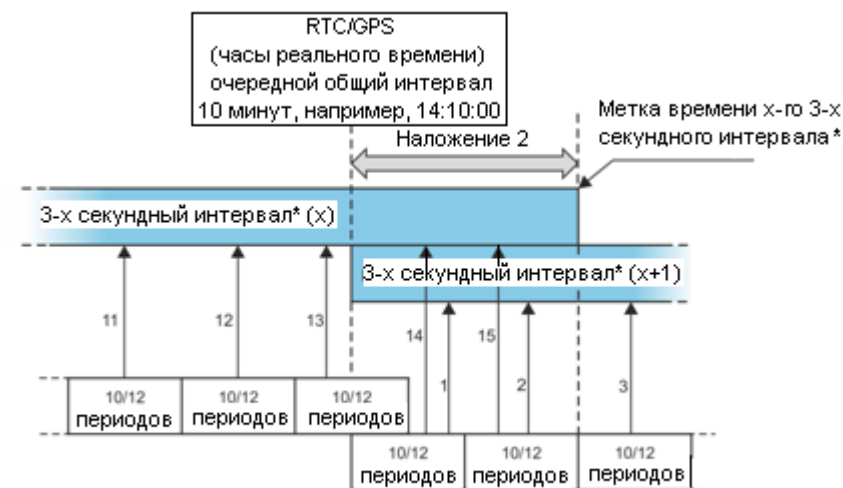 RTC/GPS
(часы реального времени)
очередной общий интервал
10 минут, например, 14:10:00
Метка времени x-го 3-х
секундного интервала*
Наложение 2
3-х секундный интервал* (x)
3-х секундный интервал* (x+1)
11
12
13
14
1
15
2
3
10/12
периодов
10/12
периодов
10/12
периодов
10/12
периодов
10/12
периодов
10/12
периодов